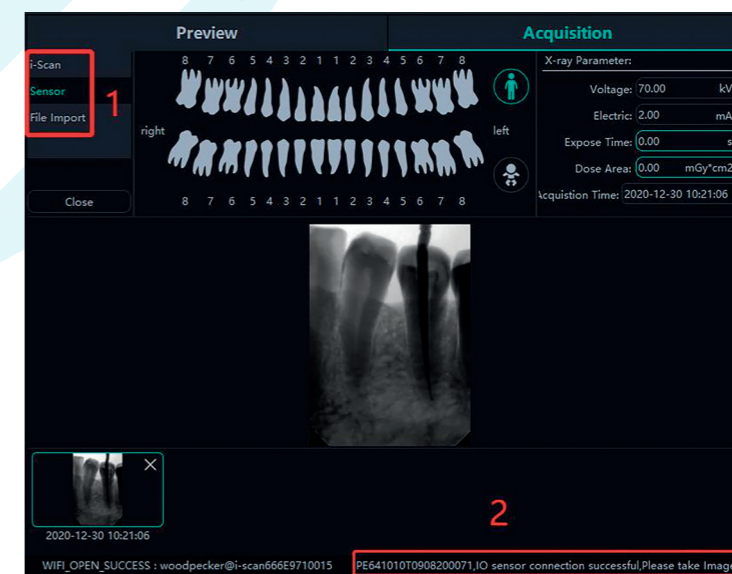 Preview
Acquisition
i-Scan
Sensor
File Import
1
Close
8 7 6 5 4 3 2 1 1 2 3 4 5 6 7 8
right
left
8 7 6 5 4 3 2 1 1 2 3 4 5 6 7 8
X-ray Parameter:
Voltage: 70.00 kV
Electric: 2.00 mA
Expose Time: 0.00 s
Dose Area: 0.00 mGy*cm2
Acquistion Time: 2020-12-30 10:21:06
2020-12-30 10:21:06
2
WIFI_OPEN_SUCCESS : woodpecker@i-scan666E9710015
PE641010T0908200071,IO sensor connection successful,Please take Image